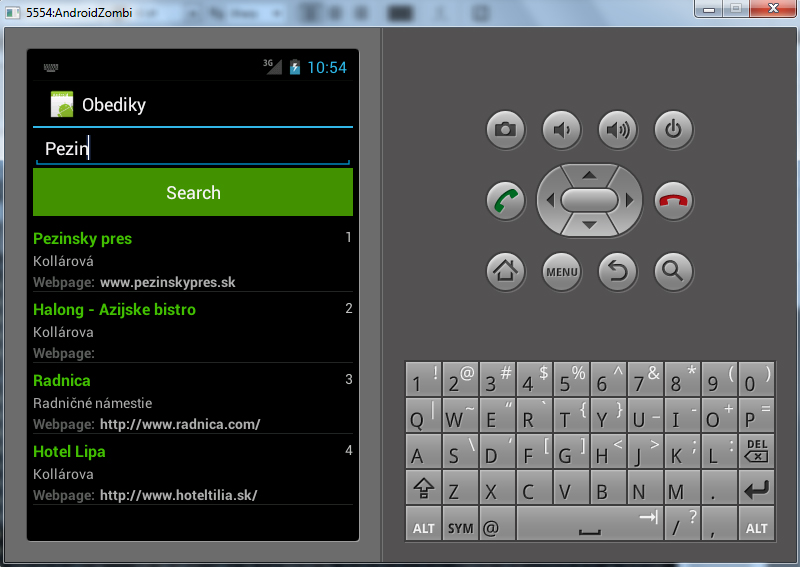 5554:AndroidZombi
3G 10:54
Obediky
Pezin
Search
Pezinsky pres 1
Kollárová
Webpage: www.pezinskypres.sk
Halong - Azijske bistro 2
Kollárova
Webpage:
Radnica 3
Radničné námestie
Webpage: http://www.radnica.com/
Hotel Lipa 4
Kollárova
Webpage: http://www.hoteltilia.sk/
MENU
1 ! 2 @ 3 # 4 $ 5 % 6 ^ 7 & 8 * 9 ( 0 )
Q | W ~ E “ R ` T { Y } U _ I - O + P =
A S \ D ‘ F [ G ] H < J > K ; L : DEL
Z X C V B N M .
ALT SYM @ / ? , ALT